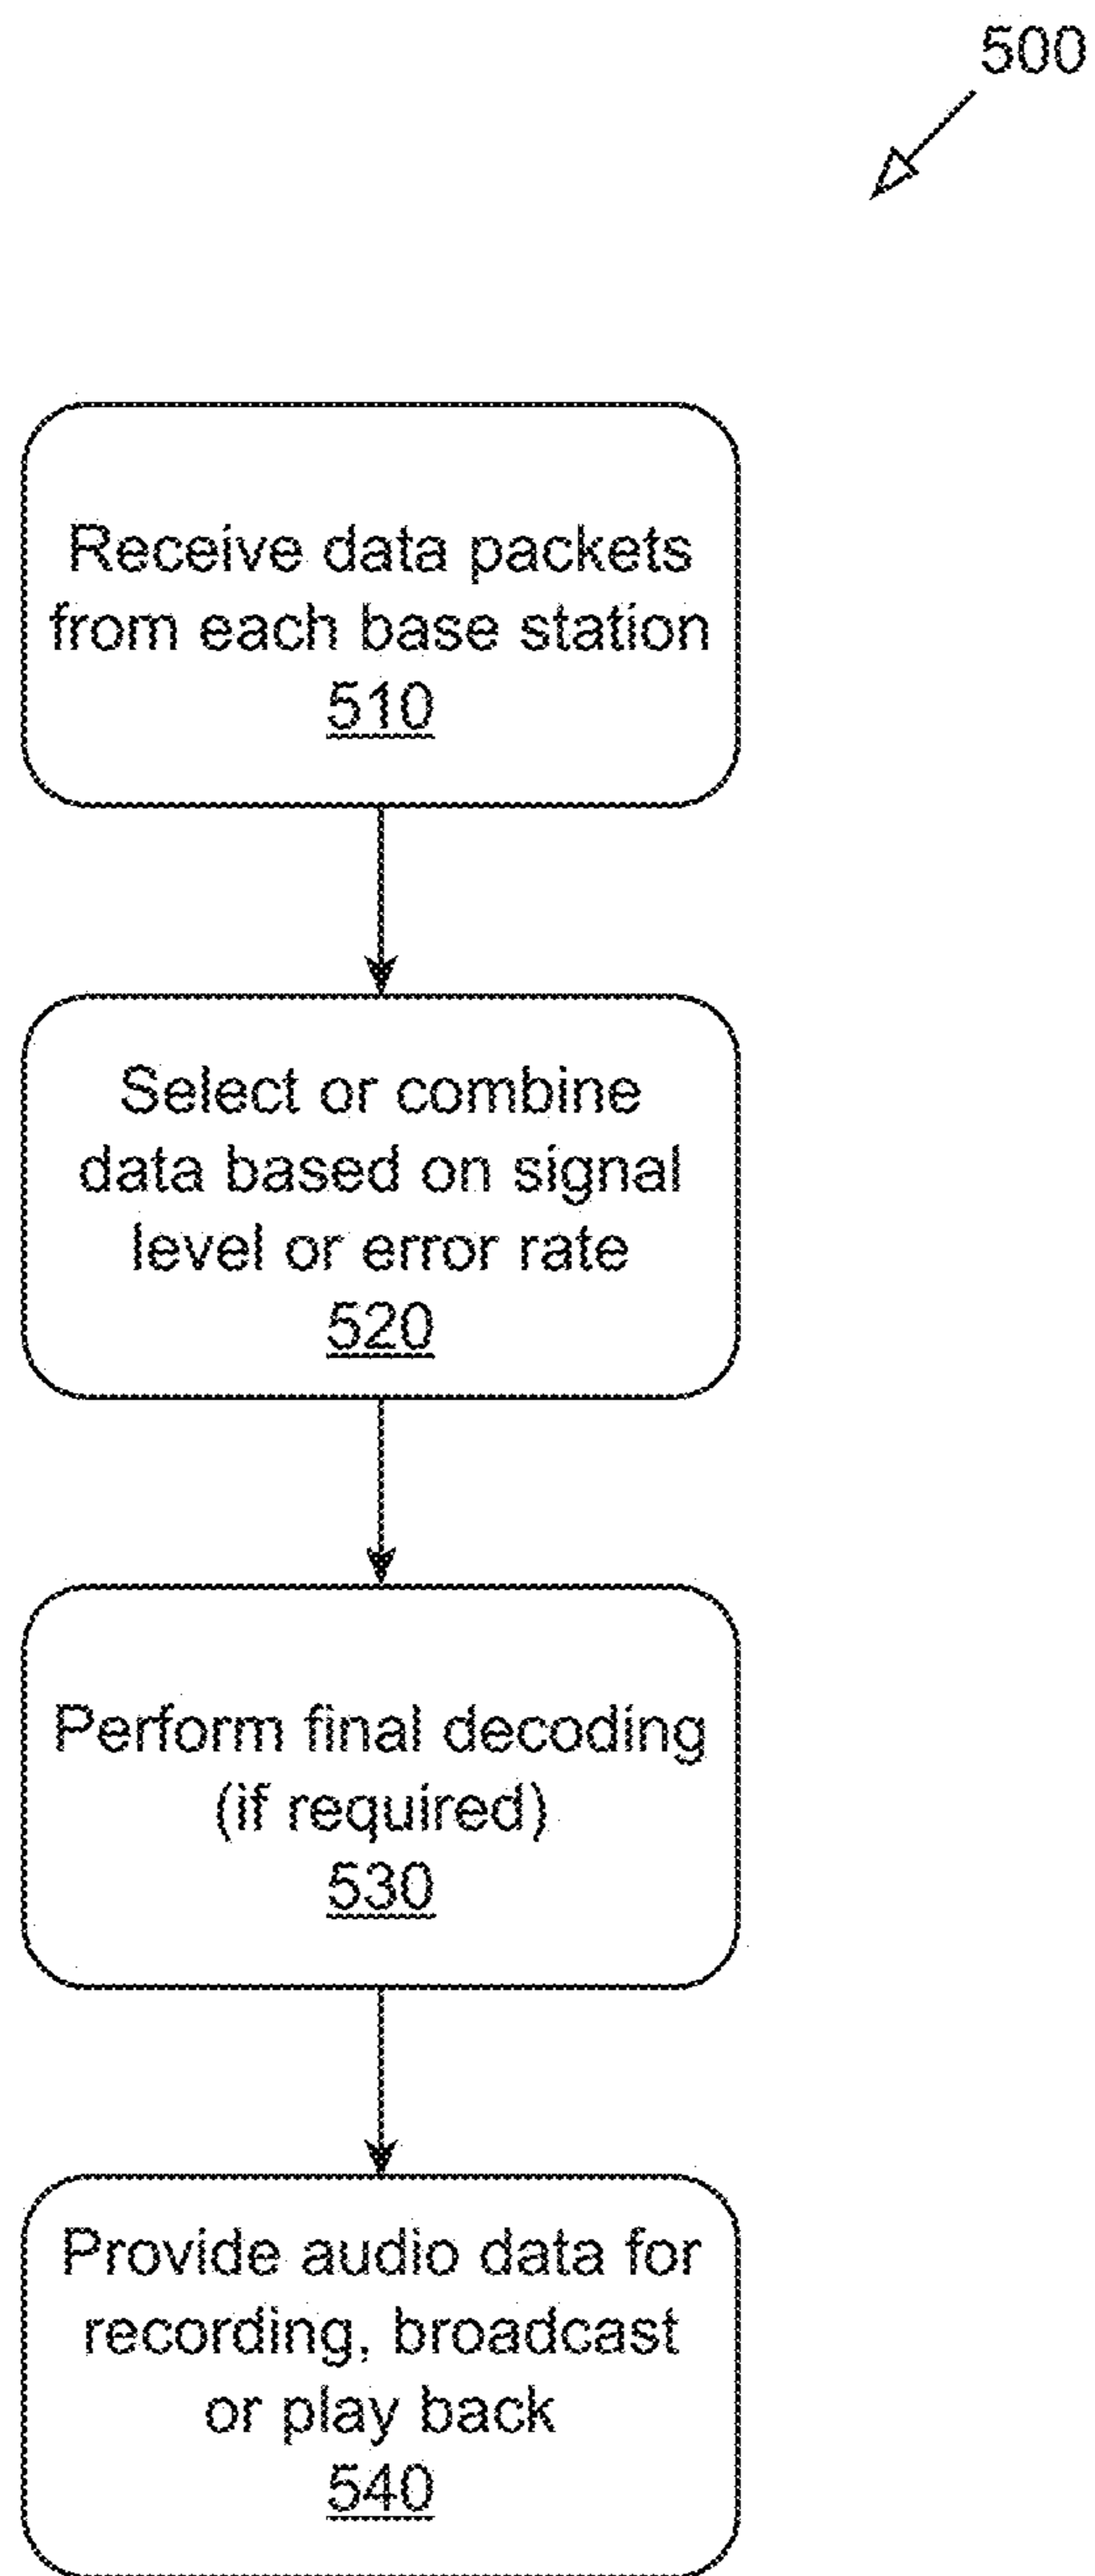 500
Receive data packets
from each base station
510
Select or combine
data based on signal
level or error rate
520
Perform final decoding
(if required)
530
Provide audio data for
recording, broadcast
or play back
540